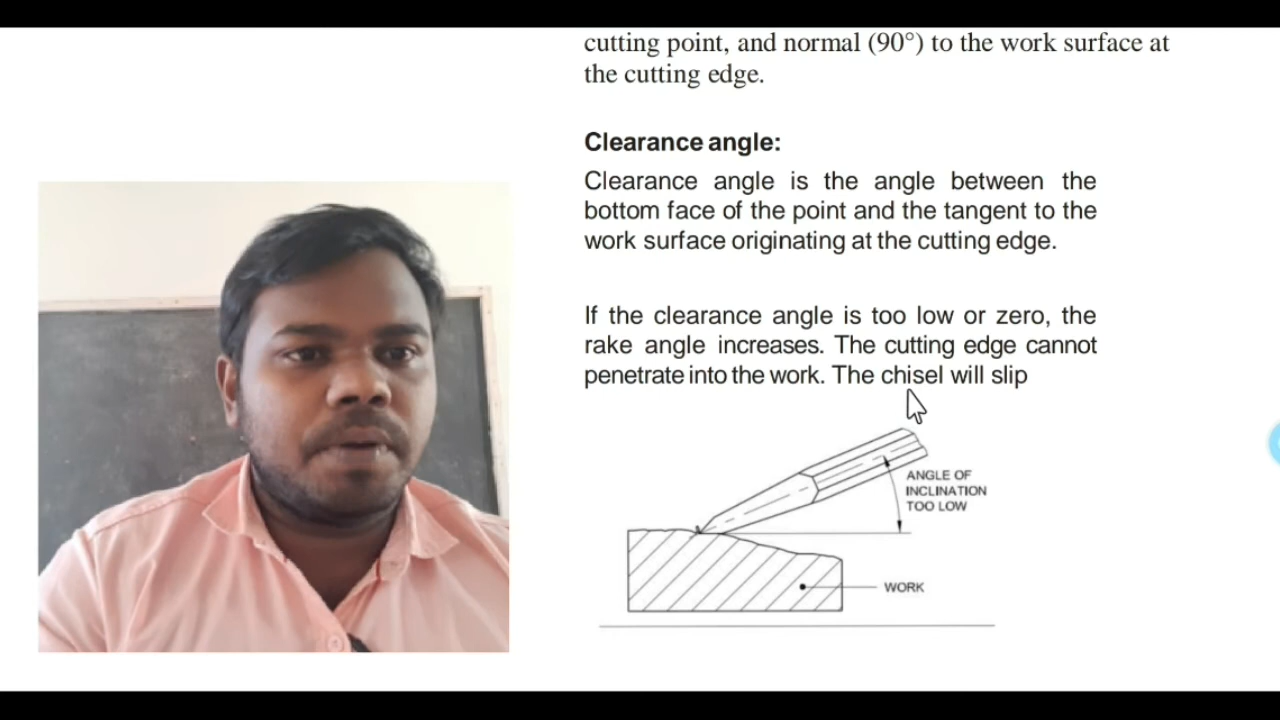 cutting point, and normal (90°) to the work surface at
the cutting edge.
Clearance angle:
Clearance angle is the angle between the
bottom face of the point and the tangent to the
work surface originating at the cutting edge.
If the clearance angle is too low or zero, the
rake angle increases. The cutting edge cannot
penetrate into the work. The chisel will slip
ANGLE OF
INCLINATION
TOO LOW
WORK